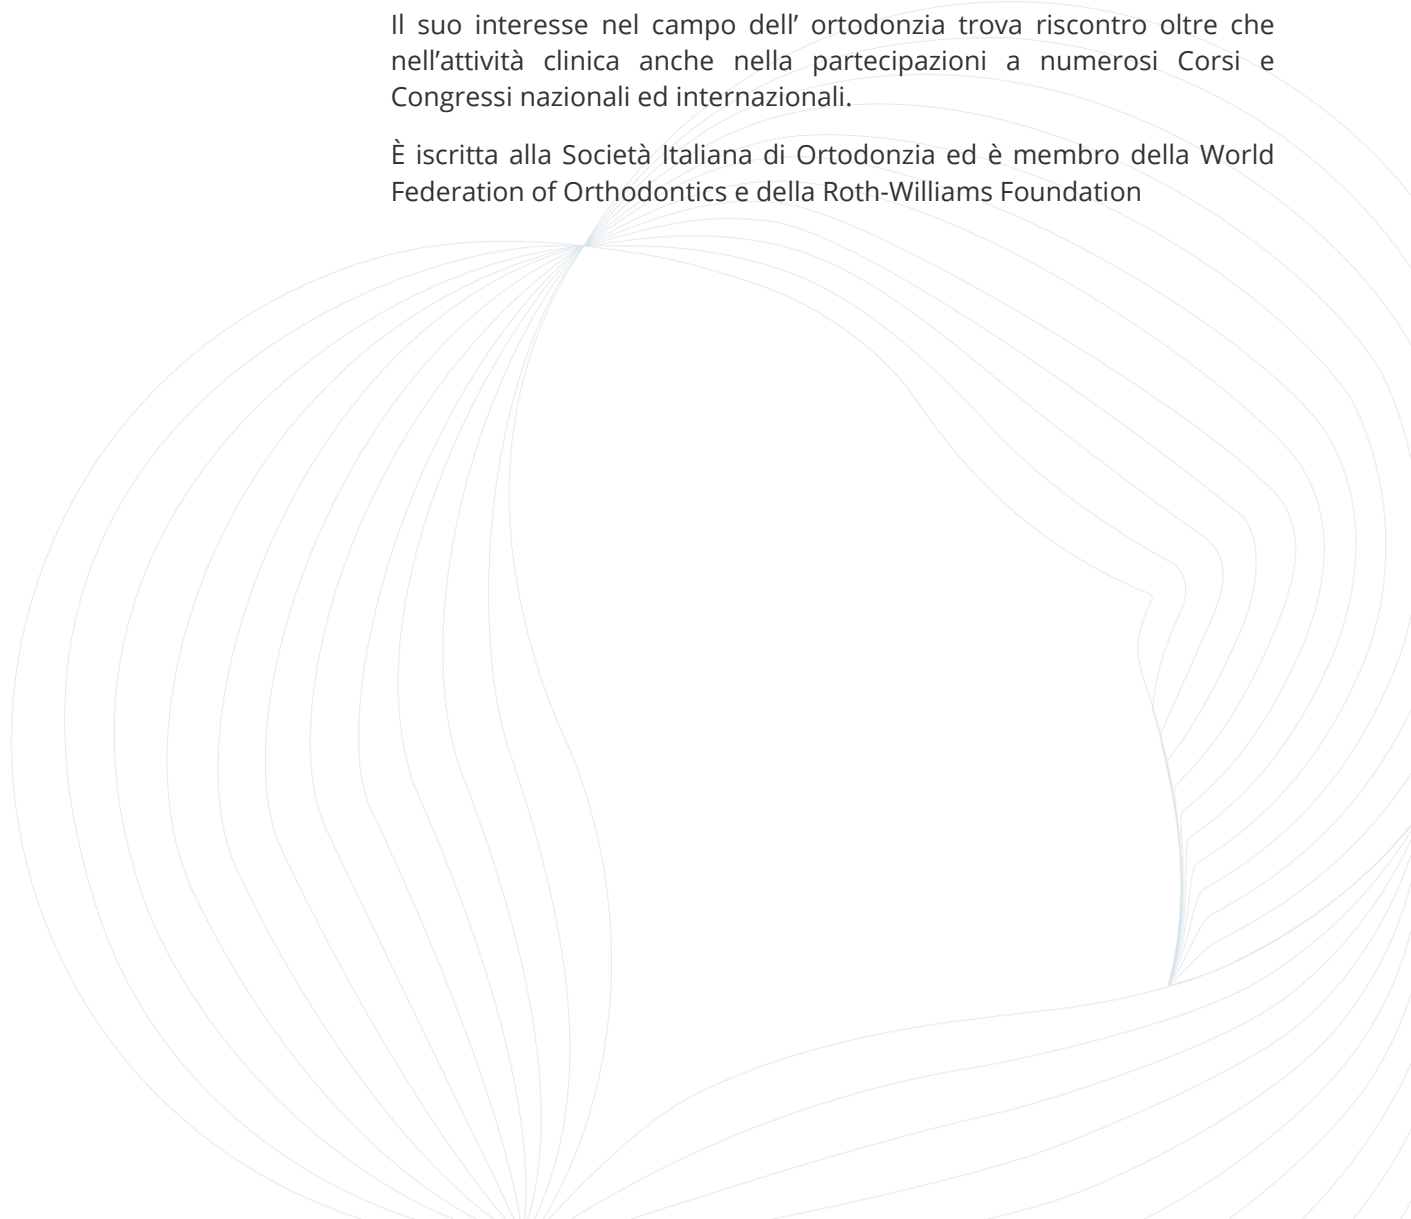 Il suo interesse nel campo dell’ ortodonzia trova riscontro oltre che
nell’attività clinica anche nella partecipazioni a numerosi Corsi e
Congressi nazionali ed internazionali.
È iscritta alla Società Italiana di Ortodonzia ed è membro della World
Federation of Orthodontics e della Roth-Williams Foundation